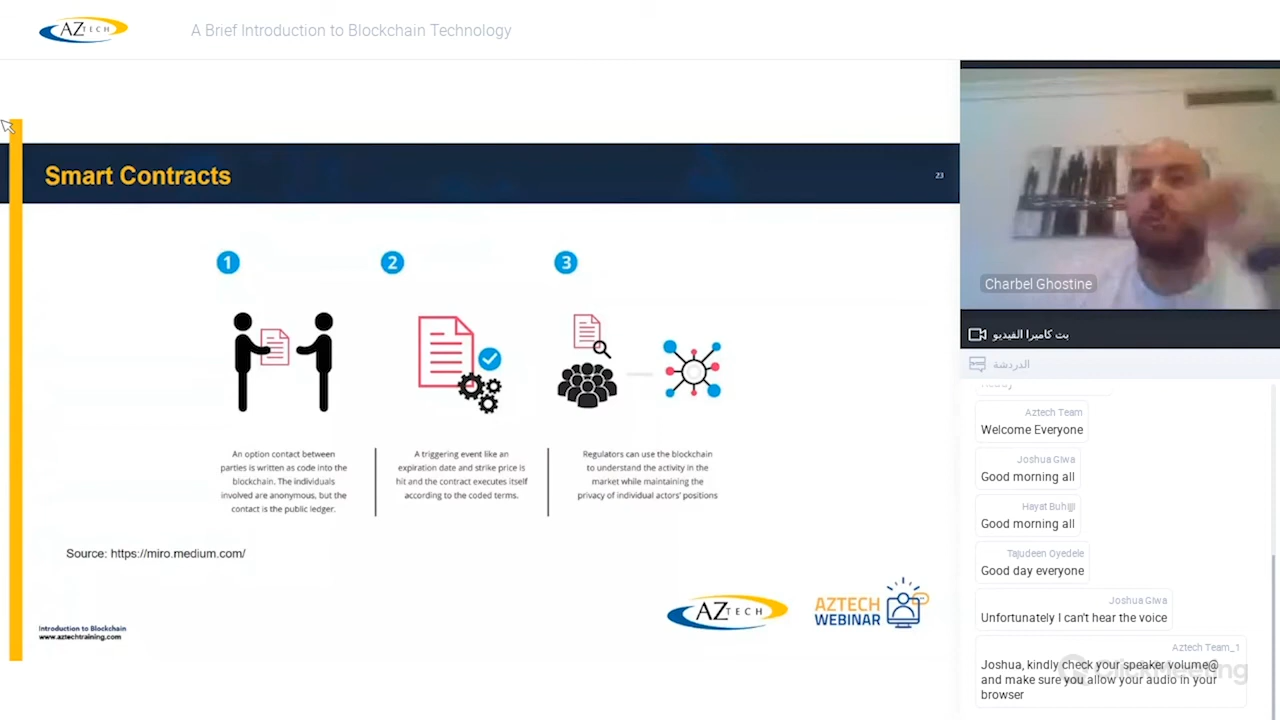 AZTECH
A Brief Introduction to Blockchain Technology
Smart Contracts
23
1
2
3
An option contact between
parties is written as code into the
blockchain. The individuals
involved are anonymous, but the
contact is the public ledger.
A triggering event like an
expiration date and strike price is
hit and the contract executes itself
according to the coded terms.
Regulators can use the blockchain
to understand the activity in the
market while maintaining the
privacy of individual actors' positions
Source: https://miro.medium.com/
Introduction to Blockchain
www.aztechtraining.com
AZTECH
AZTECH
WEBINAR
Charbel Ghostine
بث كاميرا الفيديو
الدردشة
Ready
Aztech Team
Welcome Everyone
Joshua Giwa
Good morning all
Hayat Buhijji
Good morning all
Tajudeen Oyedele
Good day everyone
Joshua Giwa
Unfortunately I can't hear the voice
Aztech Team_1
Joshua, kindly check your speaker volume@
and make sure you allow your audio in your
browser
ClickMeeting